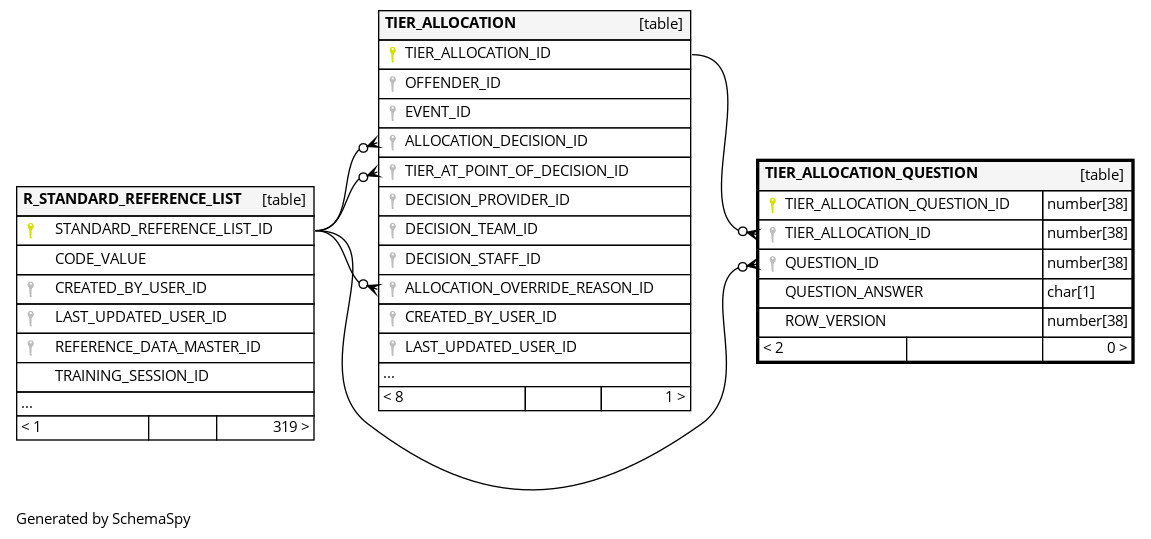 R_STANDARD_REFERENCE_LIST [table]
STANDARD_REFERENCE_LIST_ID
CODE_VALUE
CREATED_BY_USER_ID
LAST_UPDATED_USER_ID
REFERENCE_DATA_MASTER_ID
TRAINING_SESSION_ID
...
< 1 319 >
TIER_ALLOCATION [table]
TIER_ALLOCATION_ID
OFFENDER_ID
EVENT_ID
ALLOCATION_DECISION_ID
TIER_AT_POINT_OF_DECISION_ID
DECISION_PROVIDER_ID
DECISION_TEAM_ID
DECISION_STAFF_ID
ALLOCATION_OVERRIDE_REASON_ID
CREATED_BY_USER_ID
LAST_UPDATED_USER_ID
...
< 8 1 >
TIER_ALLOCATION_QUESTION [table]
TIER_ALLOCATION_QUESTION_ID number[38]
TIER_ALLOCATION_ID number[38]
QUESTION_ID number[38]
QUESTION_ANSWER char[1]
ROW_VERSION number[38]
< 2 0 >
Generated by SchemaSpy